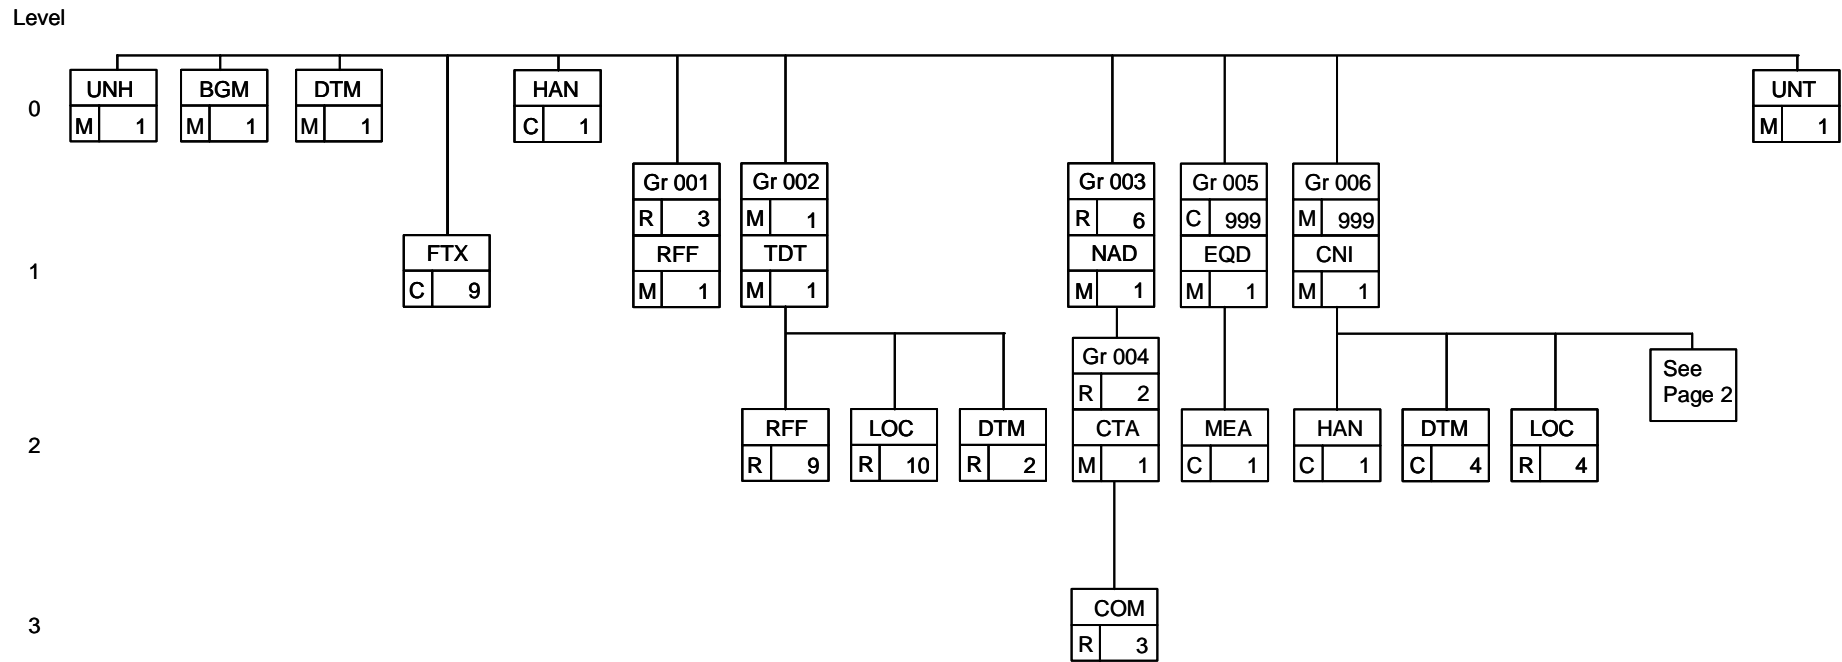 Level
UNH BGM DTM HAN UNT
0
M 1 M 1 M 1 C 1 M 1
Gr 001 Gr 002 Gr 003 Gr 005 Gr 006
R 3 M 1 R 6 C 999 M 999
FTX RFF TDT NAD EQD CNI
1
C 9 M 1 M 1 M 1 M 1 M 1
Gr 004
See
Page 2
R 2
RFF LOC DTM CTA MEA HAN DTM LOC
2
R 9 R 10 R 2 M 1 C 1 C 1 C 4 R 4
COM
3
R 3